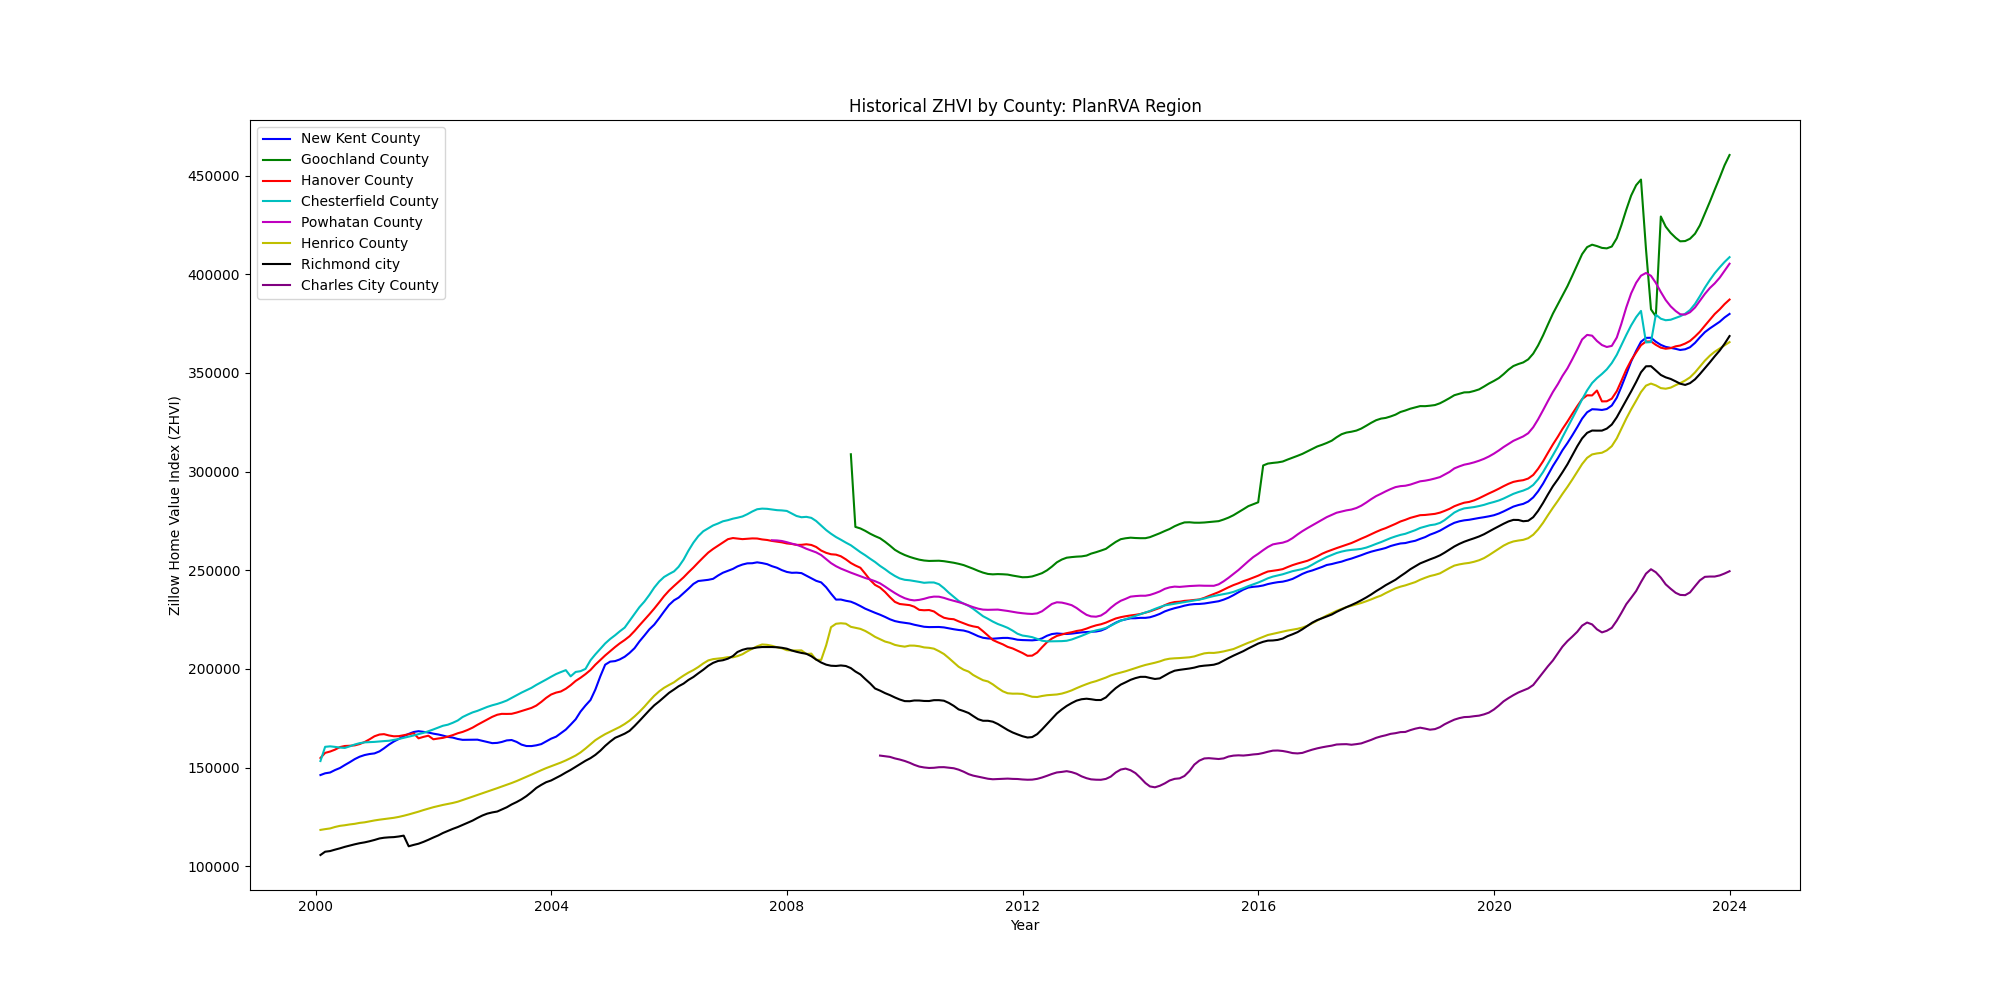 Historical ZHVI by County: PlanRVA Region
New Kent County
Goochland County
Hanover County
Chesterfield County
Powhatan County
Henrico County
Richmond city
Charles City County
Zillow Home Value Index (ZHVI)
450000
400000
350000
300000
250000
200000
150000
100000
2000 2004 2008 2012 2016 2020 2024
Year